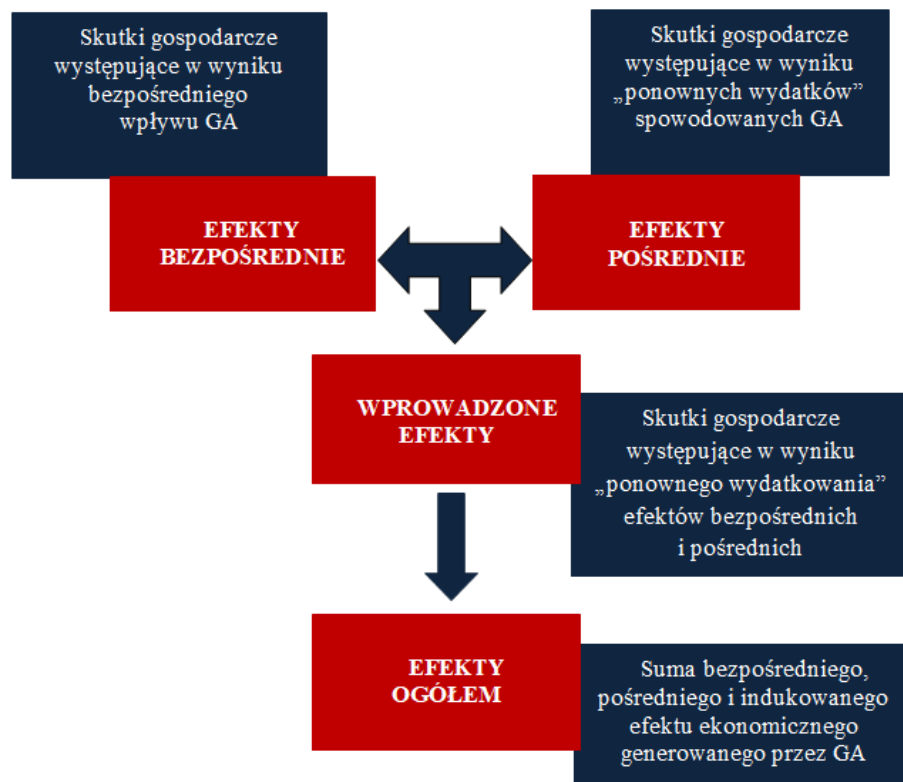 Skutki gospodarcze
występujące w wyniku
bezpośredniego
wpływu GA
EFEKTY
BEZPOŚREDNIE
Skutki gospodarcze
występujące w wyniku
„ponownych wydatków”
spowodowanych GA
EFEKTY
POŚREDNIE
WPROWADZONE
EFEKTY
Skutki gospodarcze
występujące w wyniku
„ponownego wydatkowania”
efektów bezpośrednich
i pośrednich
EFEKTY
OGÓŁEM
Suma bezpośredniego,
pośredniego i indukowanego
efektu ekonomicznego
generowanego przez GA